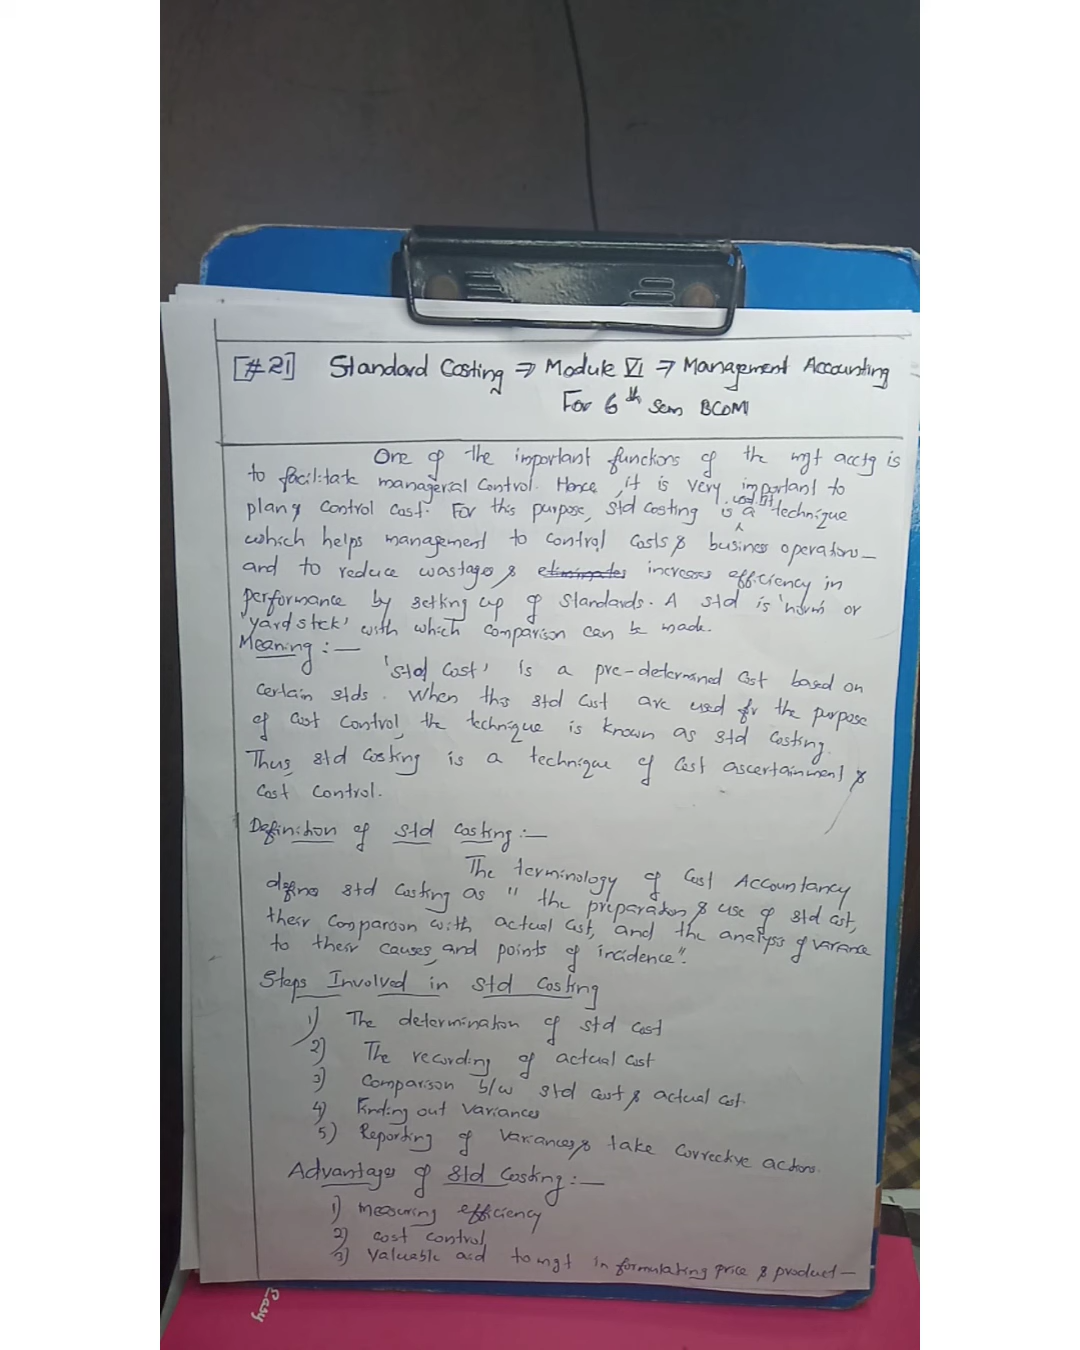 [#21] Standard Costing ⇒ Module VI ⇒ Management Accounting
For 6th Sem BCOM
One of the important functions of the mgt acctg is
to facilitate managerial Control. Hence, it is very important to
plan & Control Cost. For this purpose, std costing is a useful technique
which helps management to control Costs & business operations
and to reduce wastages & eliminates increases efficiency in
performance by setting up of Standards. A std is 'norm' or
'yardstick' with which comparison can be made.
Meaning :—
'Std Cost' is a pre-determined Cost based on
Certain stds. When this std Cost are used for the purpose
of Cost Control, the technique is known as std Costing.
Thus, std Costing is a technique of Cost ascertainment &
Cost Control.
Definition of std Costing :—
The terminology of Cost Accountancy
defines std Costing as "the preparation & use of std Cost,
their Comparison with actual Cost, and the analysis of variance
to their causes, and points of incidence".
Steps Involved in std Costing
1) The determination of std Cost
2) The recording of actual Cost
3) Comparison b/w std Cost & actual Cost.
4) Finding out Variances
5) Reporting of Variances & take Corrective actions.
Advantages of std Costing :—
1) Measuring efficiency
2) Cost control
3) Valuable aid to mgt in formulating price & product—
Easy